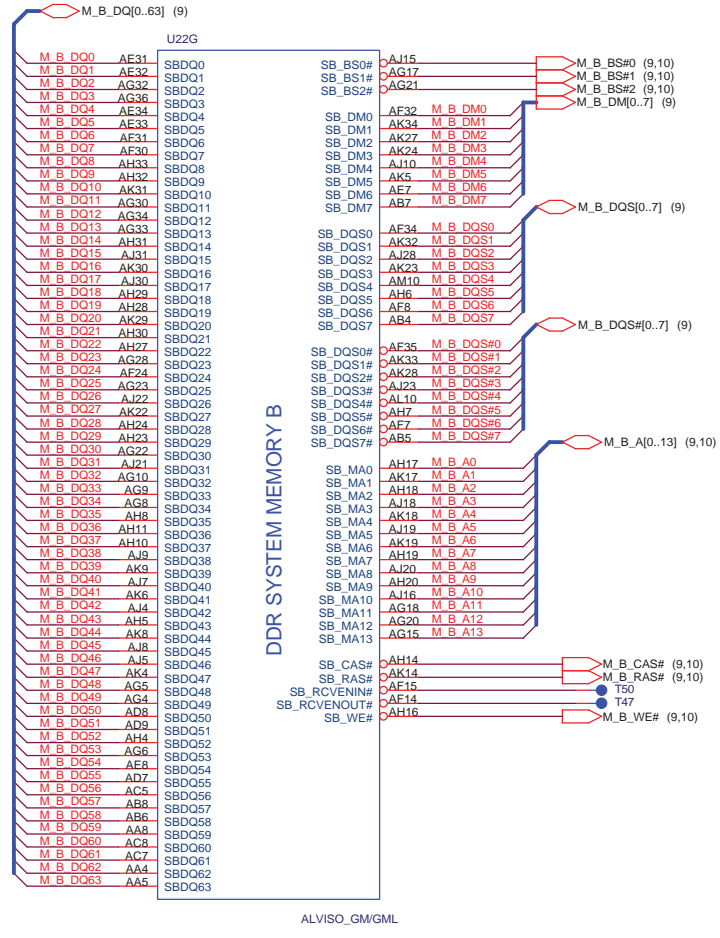 M_B_DQ[0..63] (9)
U22G
M_B_DQ0 AE31 SBDQ0
M_B_DQ1 AE32 SBDQ1
M_B_DQ2 AG32 SBDQ2
M_B_DQ3 AG36 SBDQ3
M_B_DQ4 AE34 SBDQ4
M_B_DQ5 AE33 SBDQ5
M_B_DQ6 AF31 SBDQ6
M_B_DQ7 AF30 SBDQ7
M_B_DQ8 AH33 SBDQ8
M_B_DQ9 AH32 SBDQ9
M_B_DQ10 AK31 SBDQ10
M_B_DQ11 AG30 SBDQ11
M_B_DQ12 AG34 SBDQ12
M_B_DQ13 AG33 SBDQ13
M_B_DQ14 AH31 SBDQ14
M_B_DQ15 AJ31 SBDQ15
M_B_DQ16 AK30 SBDQ16
M_B_DQ17 AJ30 SBDQ17
M_B_DQ18 AH29 SBDQ18
M_B_DQ19 AH28 SBDQ19
M_B_DQ20 AK29 SBDQ20
M_B_DQ21 AH30 SBDQ21
M_B_DQ22 AH27 SBDQ22
M_B_DQ23 AG28 SBDQ23
M_B_DQ24 AF24 SBDQ24
M_B_DQ25 AG23 SBDQ25
M_B_DQ26 AJ22 SBDQ26
M_B_DQ27 AK22 SBDQ27
M_B_DQ28 AH24 SBDQ28
M_B_DQ29 AH23 SBDQ29
M_B_DQ30 AG22 SBDQ30
M_B_DQ31 AJ21 SBDQ31
M_B_DQ32 AG10 SBDQ32
M_B_DQ33 AG9 SBDQ33
M_B_DQ34 AG8 SBDQ34
M_B_DQ35 AH8 SBDQ35
M_B_DQ36 AH11 SBDQ36
M_B_DQ37 AH10 SBDQ37
M_B_DQ38 AJ9 SBDQ38
M_B_DQ39 AK9 SBDQ39
M_B_DQ40 AJ7 SBDQ40
M_B_DQ41 AK6 SBDQ41
M_B_DQ42 AJ4 SBDQ42
M_B_DQ43 AH5 SBDQ43
M_B_DQ44 AK8 SBDQ44
M_B_DQ45 AJ8 SBDQ45
M_B_DQ46 AJ5 SBDQ46
M_B_DQ47 AK4 SBDQ47
M_B_DQ48 AG5 SBDQ48
M_B_DQ49 AG4 SBDQ49
M_B_DQ50 AD8 SBDQ50
M_B_DQ51 AD9 SBDQ51
M_B_DQ52 AH4 SBDQ52
M_B_DQ53 AG6 SBDQ53
M_B_DQ54 AE8 SBDQ54
M_B_DQ55 AD7 SBDQ55
M_B_DQ56 AC5 SBDQ56
M_B_DQ57 AB8 SBDQ57
M_B_DQ58 AB6 SBDQ58
M_B_DQ59 AA8 SBDQ59
M_B_DQ60 AC8 SBDQ60
M_B_DQ61 AC7 SBDQ61
M_B_DQ62 AA4 SBDQ62
M_B_DQ63 AA5 SBDQ63
DDR SYSTEM MEMORY B
SB_BS0# AJ15 M_B_BS#0 (9,10)
SB_BS1# AG17 M_B_BS#1 (9,10)
SB_BS2# AG21 M_B_BS#2 (9,10)
M_B_DM[0..7] (9)
SB_DM0 AF32 M_B_DM0
SB_DM1 AK34 M_B_DM1
SB_DM2 AK27 M_B_DM2
SB_DM3 AK24 M_B_DM3
SB_DM4 AJ10 M_B_DM4
SB_DM5 AK5 M_B_DM5
SB_DM6 AE7 M_B_DM6
SB_DM7 AB7 M_B_DM7
M_B_DQS[0..7] (9)
SB_DQS0 AF34 M_B_DQS0
SB_DQS1 AK32 M_B_DQS1
SB_DQS2 AJ28 M_B_DQS2
SB_DQS3 AK23 M_B_DQS3
SB_DQS4 AM10 M_B_DQS4
SB_DQS5 AH6 M_B_DQS5
SB_DQS6 AF8 M_B_DQS6
SB_DQS7 AB4 M_B_DQS7
M_B_DQS#[0..7] (9)
SB_DQS0# AF35 M_B_DQS#0
SB_DQS1# AK33 M_B_DQS#1
SB_DQS2# AK28 M_B_DQS#2
SB_DQS3# AJ23 M_B_DQS#3
SB_DQS4# AL10 M_B_DQS#4
SB_DQS5# AH7 M_B_DQS#5
SB_DQS6# AF7 M_B_DQS#6
SB_DQS7# AB5 M_B_DQS#7
M_B_A[0..13] (9,10)
SB_MA0 AH17 M_B_A0
SB_MA1 AK17 M_B_A1
SB_MA2 AH18 M_B_A2
SB_MA3 AJ18 M_B_A3
SB_MA4 AK18 M_B_A4
SB_MA5 AJ19 M_B_A5
SB_MA6 AK19 M_B_A6
SB_MA7 AH19 M_B_A7
SB_MA8 AJ20 M_B_A8
SB_MA9 AH20 M_B_A9
SB_MA10 AJ16 M_B_A10
SB_MA11 AG18 M_B_A11
SB_MA12 AG20 M_B_A12
SB_MA13 AG15 M_B_A13
SB_CAS# AH14 M_B_CAS# (9,10)
SB_RAS# AK14 M_B_RAS# (9,10)
SB_RCVENIN# AF15 T50
SB_RCVENOUT# AF14 T47
SB_WE# AH16 M_B_WE# (9,10)
ALVISO_GM/GML